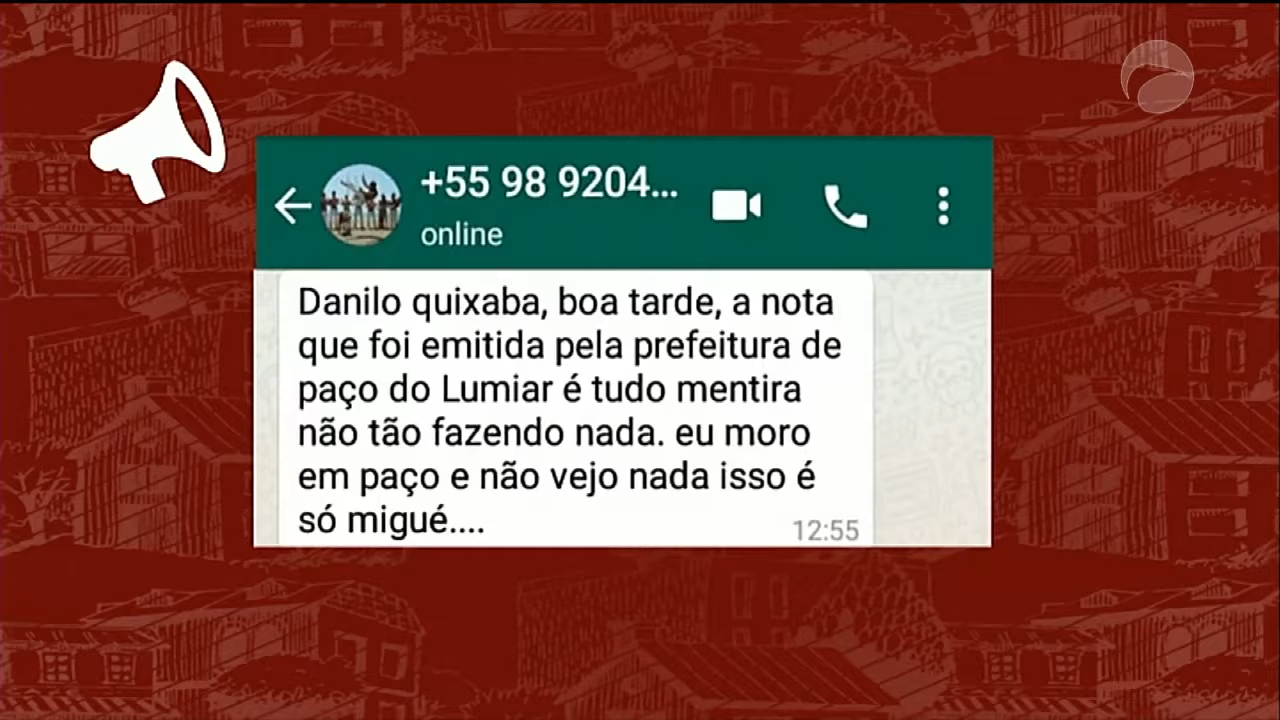 +55 98 9204...
online
Danilo quixaba, boa tarde, a nota
que foi emitida pela prefeitura de
paço do Lumiar é tudo mentira
não tão fazendo nada. eu moro
em paço e não vejo nada isso é
só migué....
12:55